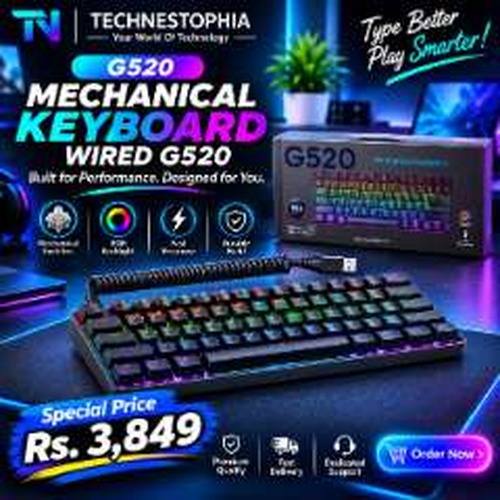 TN
TECHNESTOPHIA
Your World Of Technology
Type Better
Play Smarter!
G520
MECHANICAL
KEYBOARD
WIRED G520
Built for Performance. Designed for You.
G520
Special Price
Rs. 3,849
Premium
Quality
Fast
Delivery
Dedicated
Support
Order Now